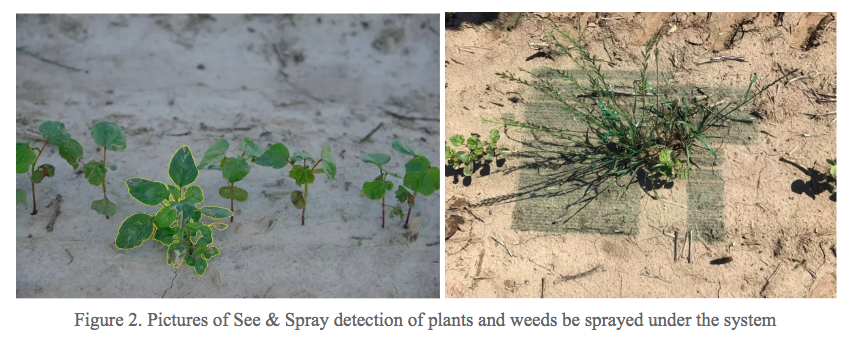 Figure 2. Pictures of See & Spray detection of plants and weeds be sprayed under the system